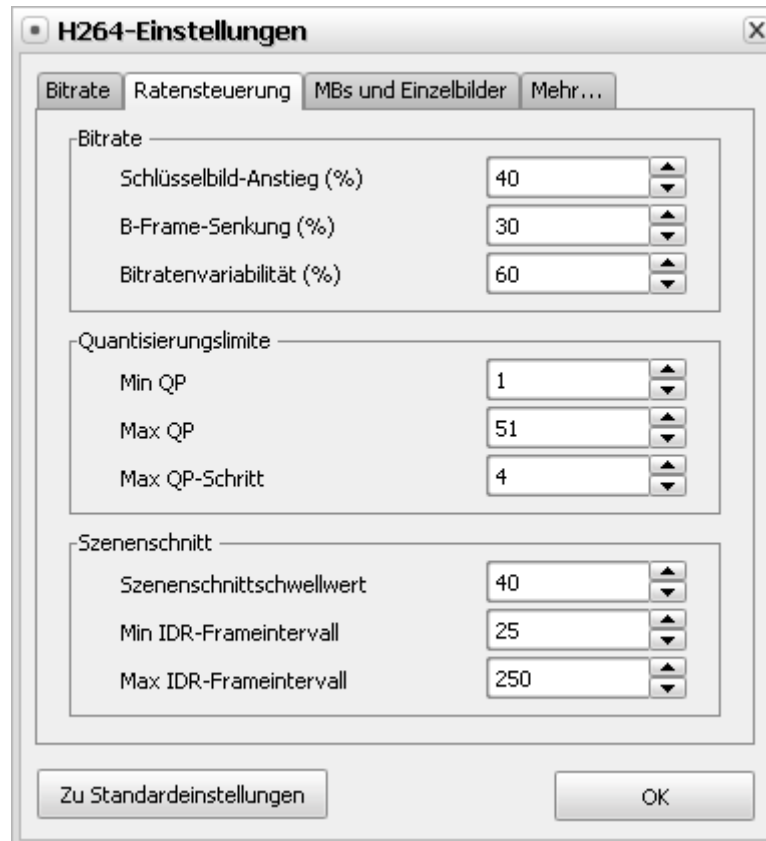 H264-Einstellungen
Bitrate Ratensteuerung MBs und Einzelbilder Mehr...
Bitrate
Schlüsselbild-Anstieg (%) 40
B-Frame-Senkung (%) 30
Bitratenvariabilität (%) 60
Quantisierungslimite
Min QP 1
Max QP 51
Max QP-Schritt 4
Szenenschnitt
Szenenschnittschwellwert 40
Min IDR-Frameintervall 25
Max IDR-Frameintervall 250
Zu Standardeinstellungen OK